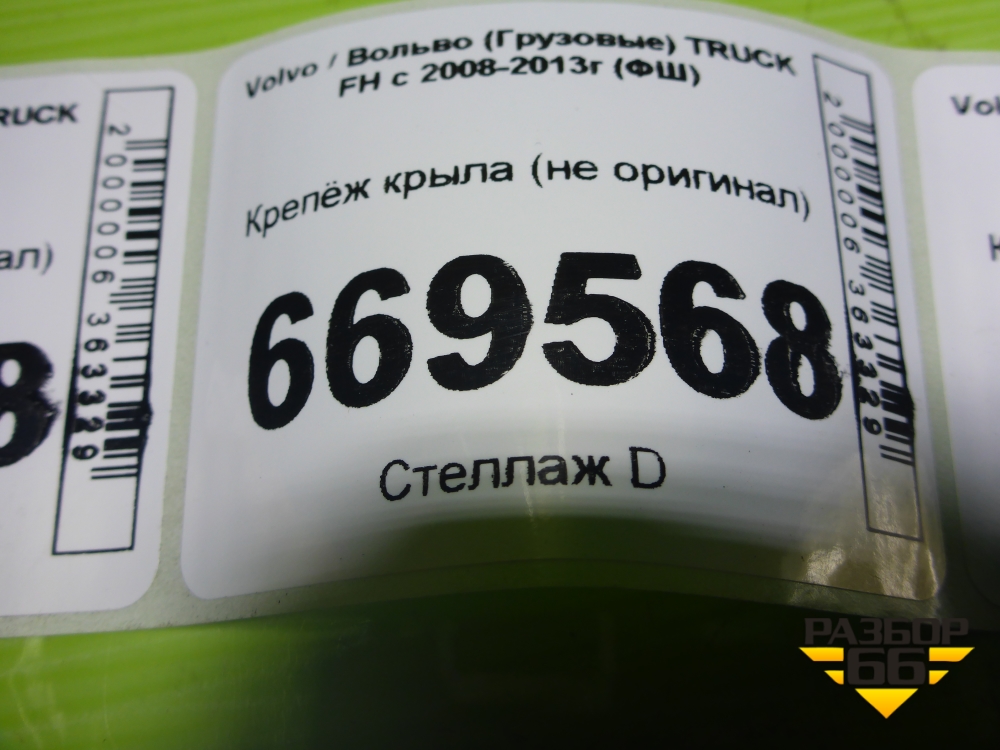 Volvo / Вольво (Грузовые) TRUCK
FH с 2008-2013г (ФШ)
Крепёж крыла (не оригинал)
669568
Стеллаж D
2000006363329
RUCK
ал)
8
2000006363329
Vol
РАЗБОР
66